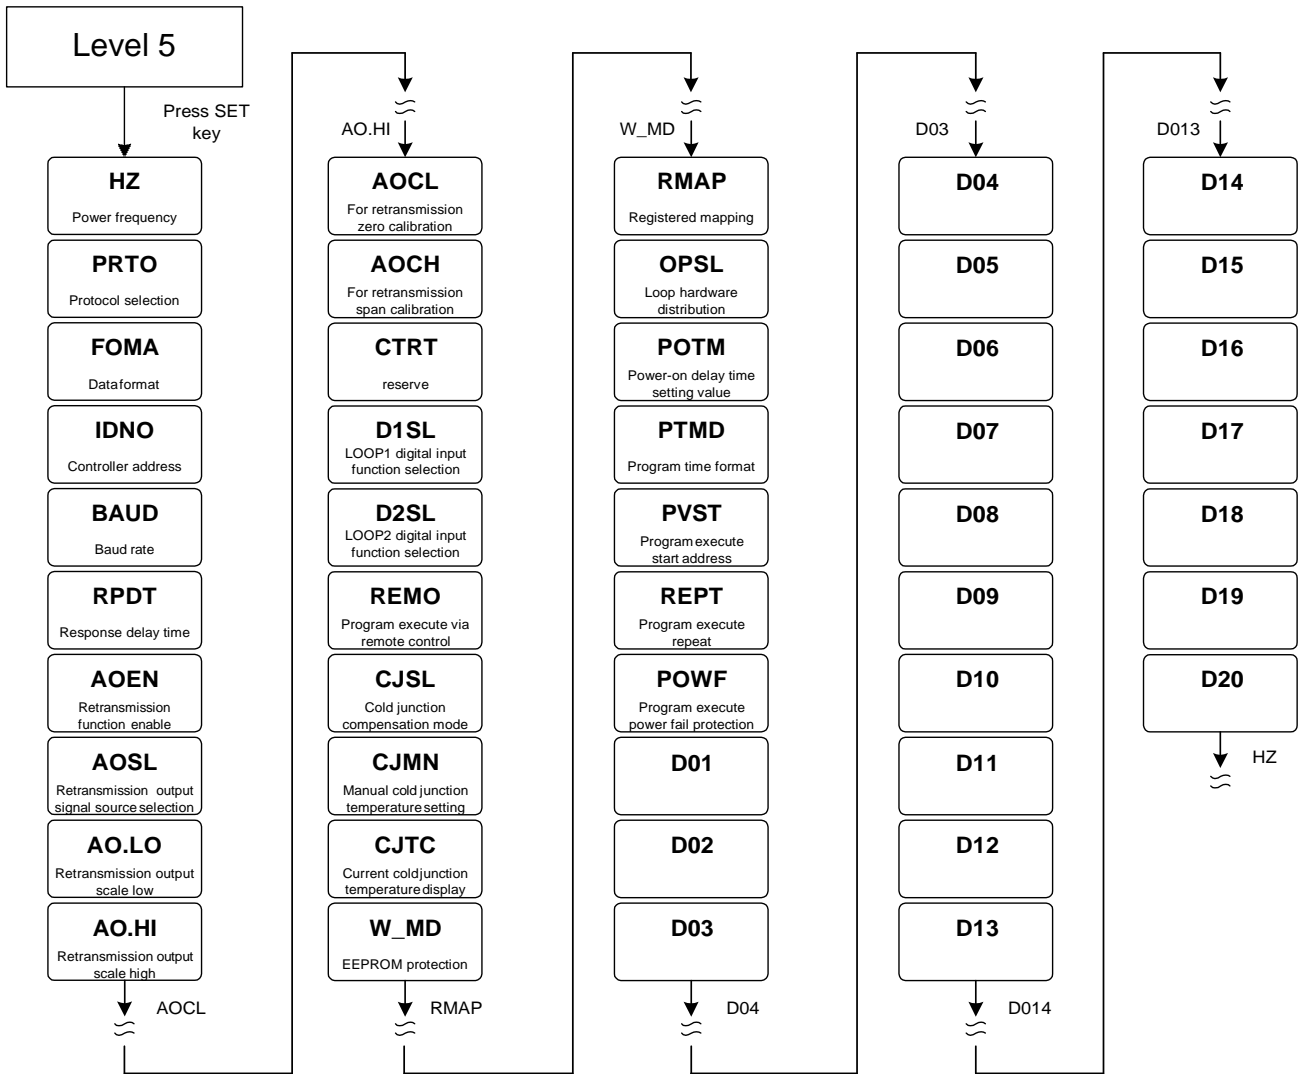 Level 5
Press SET
key
HZ
Power frequency
PRTO
Protocol selection
FOMA
Dataformat
IDNO
Controller address
BAUD
Baud rate
RPDT
Response delay time
AOEN
Retransmission
function enable
AOSL
Retransmission output
signal source selection
AO.LO
Retransmission output
scale low
AO.HI
Retransmission output
scale high
AOCL
AO.HI
AOCL
For retransmission
zero calibration
AOCH
For retransmission
span calibration
CTRT
reserve
D1SL
LOOP1 digital input
function selection
D2SL
LOOP2 digital input
function selection
REMO
Program execute via
remote control
CJSL
Cold junction
compensation mode
CJMN
Manual cold junction
temperature setting
CJTC
Current cold junction
temperature display
W_MD
EEPROM protection
RMAP
W_MD
RMAP
Registered mapping
OPSL
Loop hardware
distribution
POTM
Power-on delay time
setting value
PTMD
Program time format
PVST
Program execute
start address
REPT
Program execute
repeat
POWF
Program execute
power fail protection
D01
D02
D03
D04
D03
D04
D05
D06
D07
D08
D09
D10
D11
D12
D13
D014
D013
D14
D15
D16
D17
D18
D19
D20
HZ